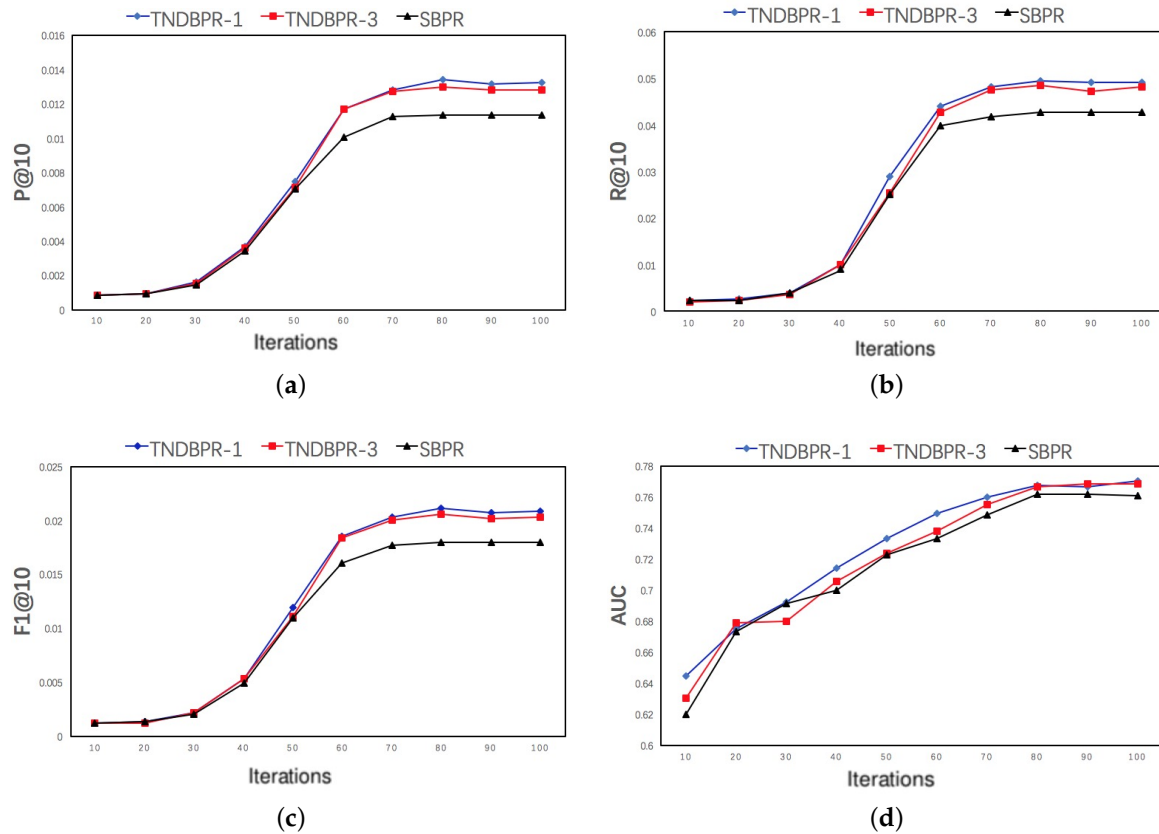 TNDBPR-1 TNDBPR-3 SBPR
0.016
0.014
0.012
0.01
0.008
0.006
0.004
0.002
0
P@10
10 20 30 40 50 60 70 80 90 100
Iterations
(a)
TNDBPR-1 TNDBPR-3 SBPR
0.06
0.05
0.04
0.03
0.02
0.01
0
R@10
10 20 30 40 50 60 70 80 90 100
Iterations
(b)
TNDBPR-1 TNDBPR-3 SBPR
0.025
0.02
0.015
0.01
0.005
0
F1@10
10 20 30 40 50 60 70 80 90 100
Iterations
(c)
TNDBPR-1 TNDBPR-3 SBPR
0.78
0.76
0.74
0.72
0.7
0.68
0.66
0.64
0.62
0.6
AUC
10 20 30 40 50 60 70 80 90 100
Iterations
(d)